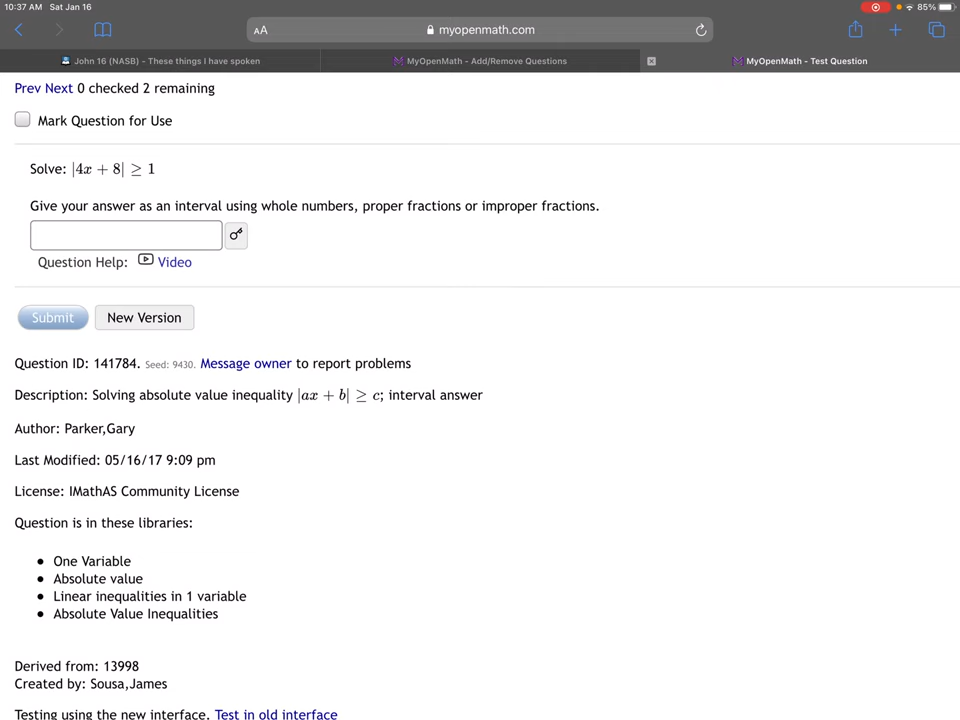 10:37 AM Sat Jan 16
85%
AA
myopenmath.com
John 16 (NASB) - These things I have spoken
MyOpenMath - Add/Remove Questions
MyOpenMath - Test Question
Prev Next 0 checked 2 remaining
Mark Question for Use
Solve: |4x + 8| ≥ 1
Give your answer as an interval using whole numbers, proper fractions or improper fractions.
Question Help: Video
Submit New Version
Question ID: 141784. Seed: 9430. Message owner to report problems
Description: Solving absolute value inequality |ax + b| ≥ c; interval answer
Author: Parker,Gary
Last Modified: 05/16/17 9:09 pm
License: IMathAS Community License
Question is in these libraries:
• One Variable
• Absolute value
• Linear inequalities in 1 variable
• Absolute Value Inequalities
Derived from: 13998
Created by: Sousa,James
Testing using the new interface. Test in old interface